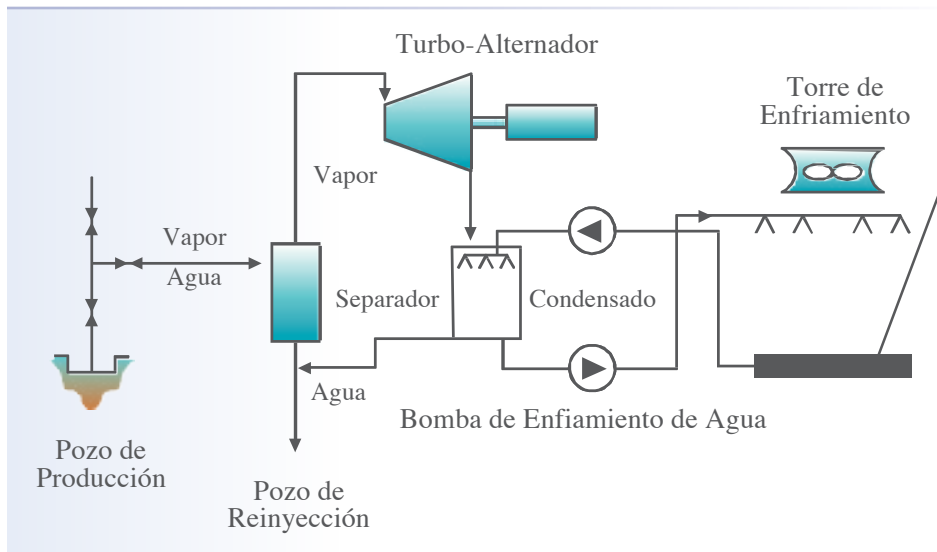 Turbo-Alternador
Torre de
Enfriamiento
Vapor
Vapor
Agua
Separador
Condensado
Agua
Bomba de Enfiamiento de Agua
Pozo de
Producción
Pozo de
Reinyección